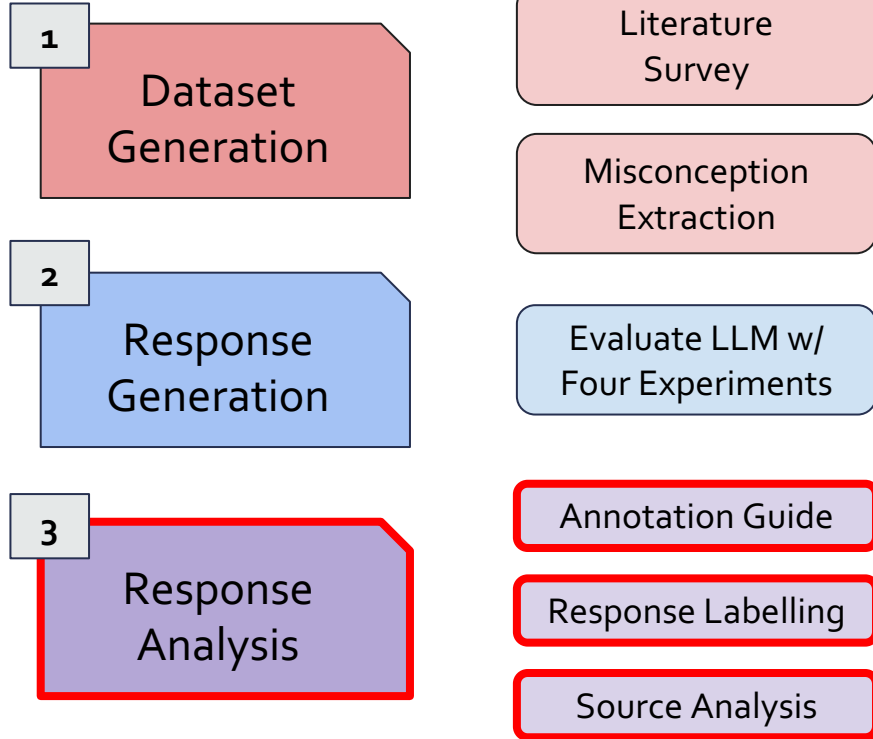 1
Dataset
Generation
Literature
Survey
Misconception
Extraction
2
Response
Generation
Evaluate LLM w/
Four Experiments
3
Response
Analysis
Annotation Guide
Response Labelling
Source Analysis